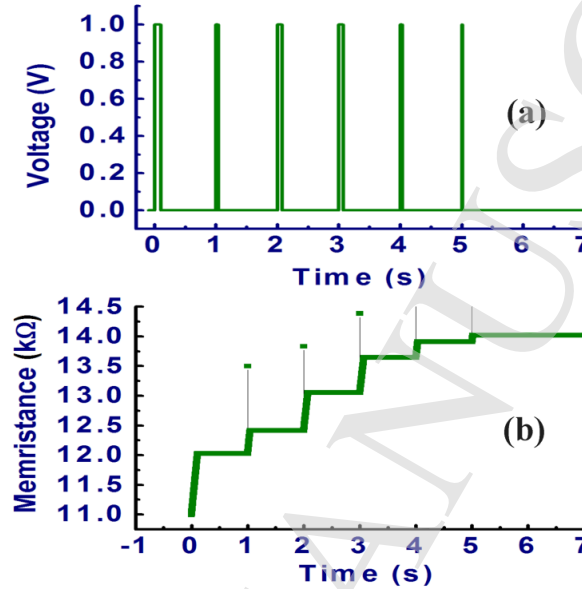 1.0
0.8
0.6
0.4
0.2
0.0
Voltage (V)
(a)
0 1 2 3 4 5 6 7
Time (s)
14.5
14.0
13.5
13.0
12.5
12.0
11.5
11.0
Memristance (kΩ)
(b)
-1 0 1 2 3 4 5 6 7
Time (s)